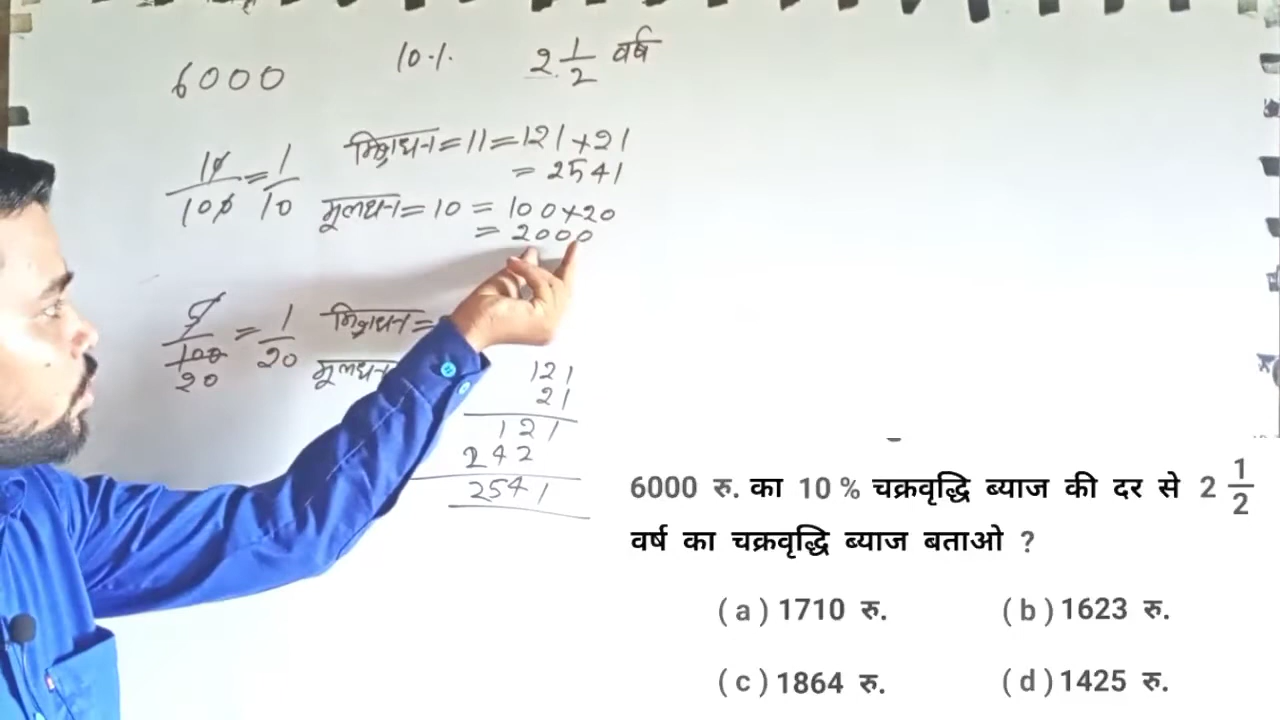 6000 10% 2 1/2 वर्ष
10/100 = 1/10 मिश्रधन = 11 = 121 × 21
= 2541
मूलधन = 10 = 100 × 20
= 2000
5/100 20 = 1/20 मिश्रधन =
मूलधन
121
21
121
242
2541
6000 रु. का 10 % चक्रवृद्धि ब्याज की दर से 2 1/2
वर्ष का चक्रवृद्धि ब्याज बताओ ?
( a ) 1710 रु. ( b ) 1623 रु.
( c ) 1864 रु. ( d ) 1425 रु.